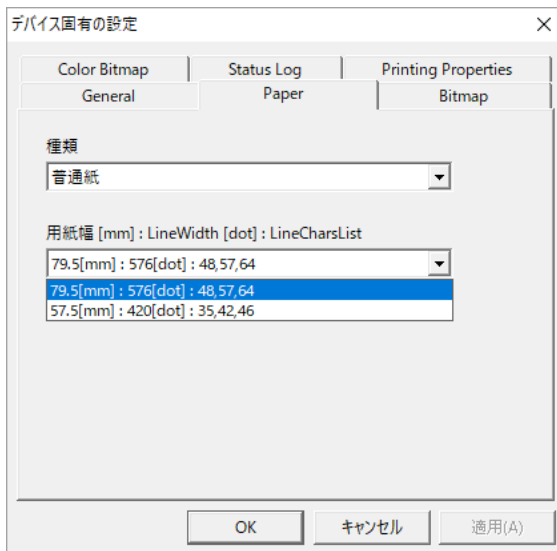 デバイス固有の設定
Color Bitmap Status Log Printing Properties
General Paper Bitmap
種類
普通紙
用紙幅 [mm] : LineWidth [dot] : LineCharsList
79.5[mm] : 576[dot] : 48,57,64
79.5[mm] : 576[dot] : 48,57,64
57.5[mm] : 420[dot] : 35,42,46
OK キャンセル 適用(A)